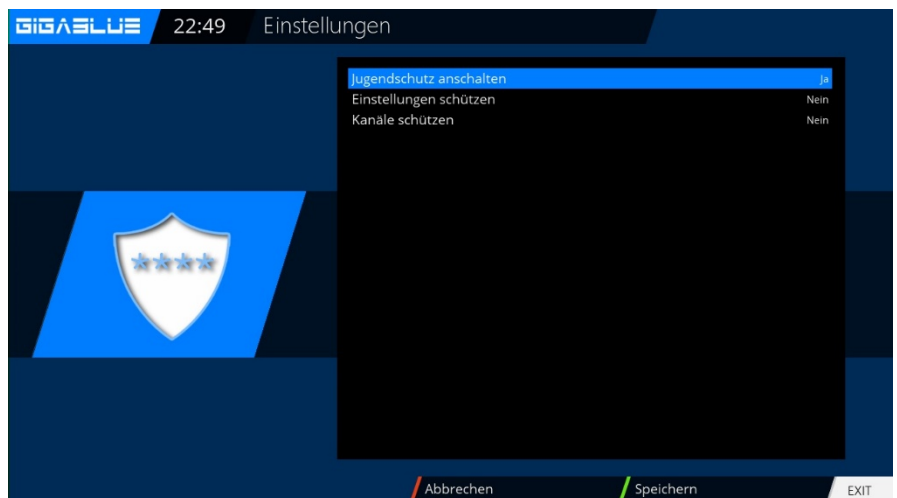 GIGABLUE 22:49 Einstellungen
Jugendschutz anschalten Ja
Einstellungen schützen Nein
Kanäle schützen Nein
****
Abbrechen Speichern EXIT